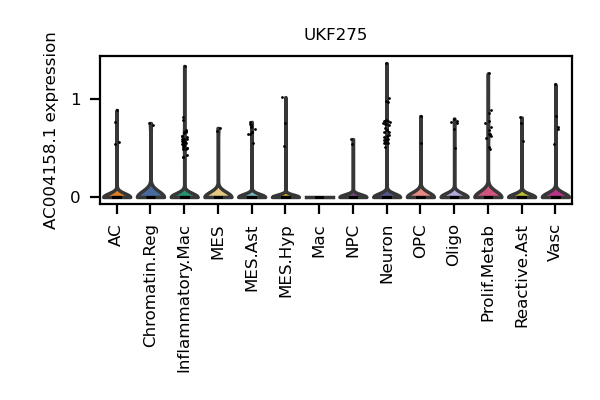 UKF275
AC004158.1 expression
1
0
AC
Chromatin.Reg
Inflammatory.Mac
MES
MES.Ast
MES.Hyp
Mac
NPC
Neuron
OPC
Oligo
Prolif.Metab
Reactive.Ast
Vasc